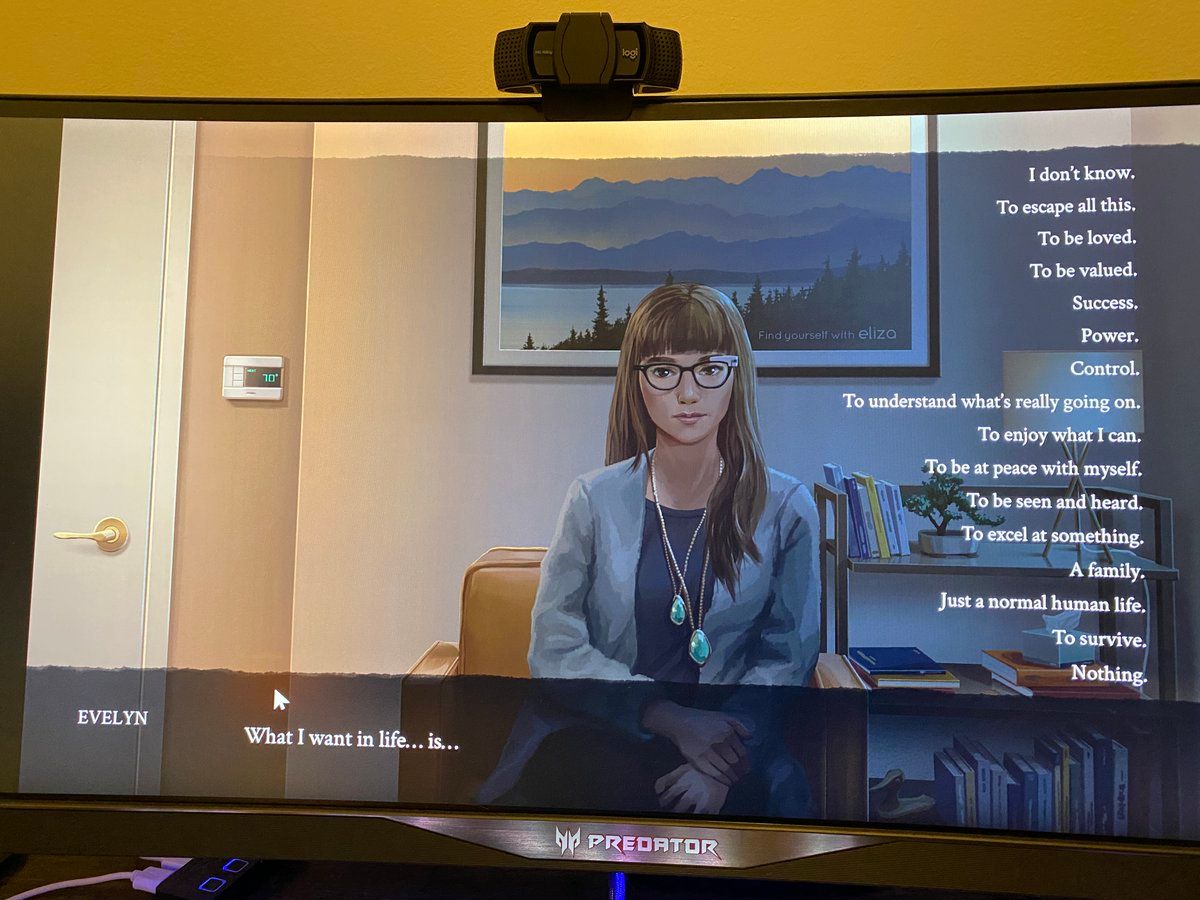 logi
Find yourself with eliza
HEAT
70°
I don't know.
To escape all this.
To be loved.
To be valued.
Success.
Power.
Control.
To understand what's really going on.
To enjoy what I can.
To be at peace with myself.
To be seen and heard.
To excel at something.
A family.
Just a normal human life.
To survive.
Nothing.
EVELYN
What I want in life... is...
PREDATOR